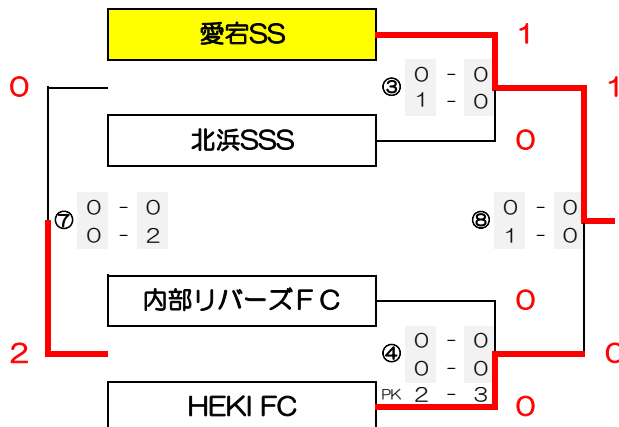 愛宕SS 1
0 ③ 0 - 0 1
1 - 0
北浜SSS 0
⑦ 0 - 0 ⑧ 0 - 0
0 - 2 1 - 0
内部リバーズＦＣ 0
2 ④ 0 - 0 0
0 - 0
PK 2 - 3
HEKI FC 0